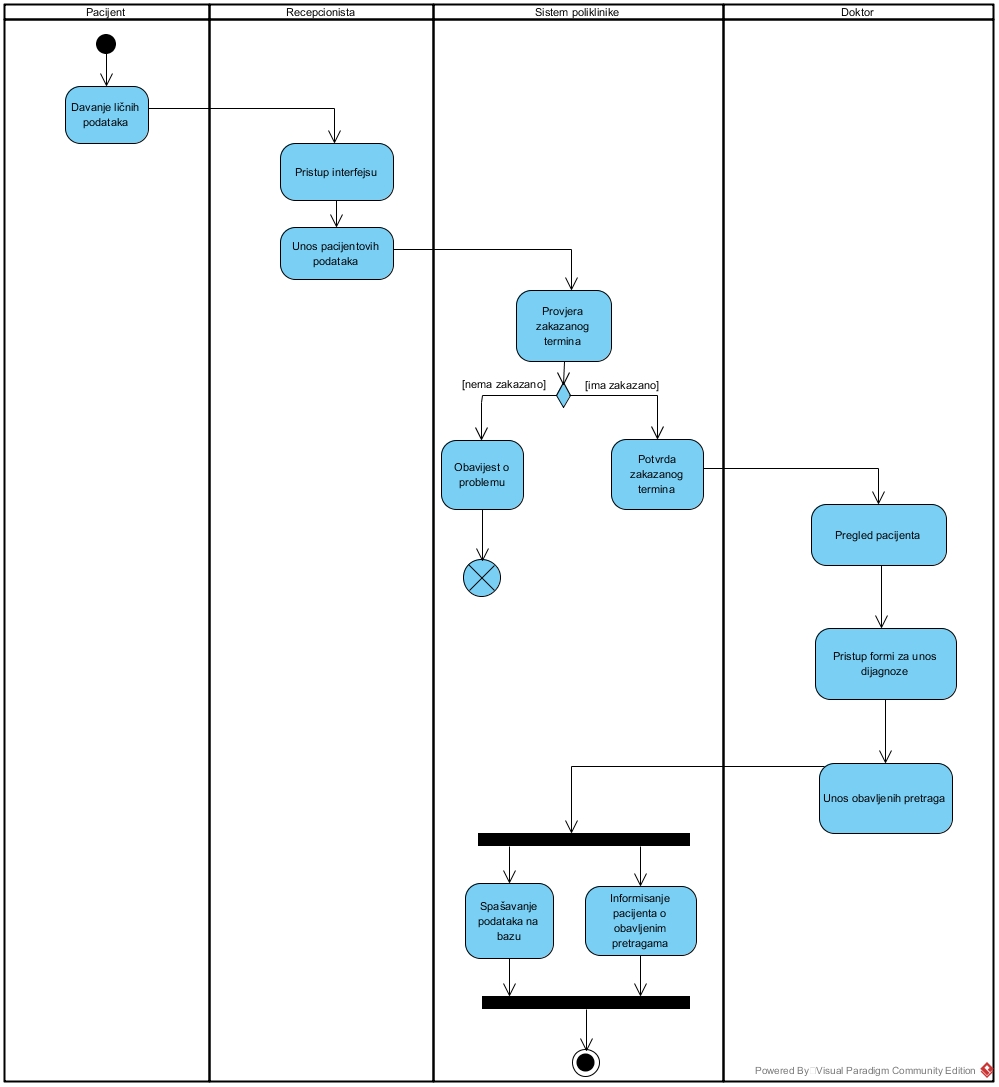 Pacijent
Recepcionista
Sistem poliklinike
Doktor
Davanje ličnih
podataka
Pristup interfejsu
Unos pacijentovih
podataka
Provjera
zakazanog
termina
[nema zakazano]
[ima zakazano]
Obavijest o
problemu
Potvrda
zakazanog
termina
Pregled pacijenta
Pristup formi za unos
dijagnoze
Unos obavljenih pretraga
Spašavanje
podataka na
bazu
Informisanje
pacijenta o
obavljenim
pretragama
Powered By Visual Paradigm Community Edition